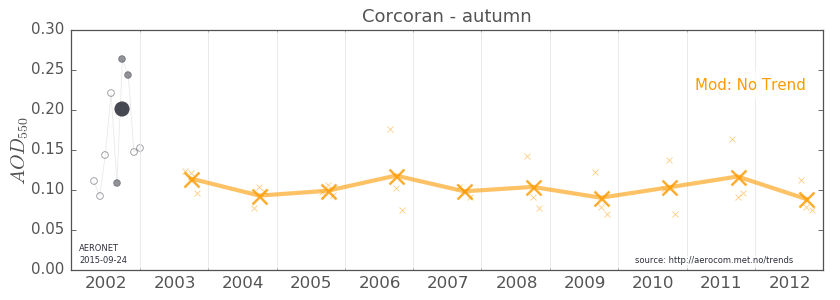 Corcoran - autumn
0.30
0.25
0.20
0.15
0.10
0.05
0.00
AOD550
Mod: No Trend
AERONET
2015-09-24
source: http://aerocom.met.no/trends
2002 2003 2004 2005 2006 2007 2008 2009 2010 2011 2012